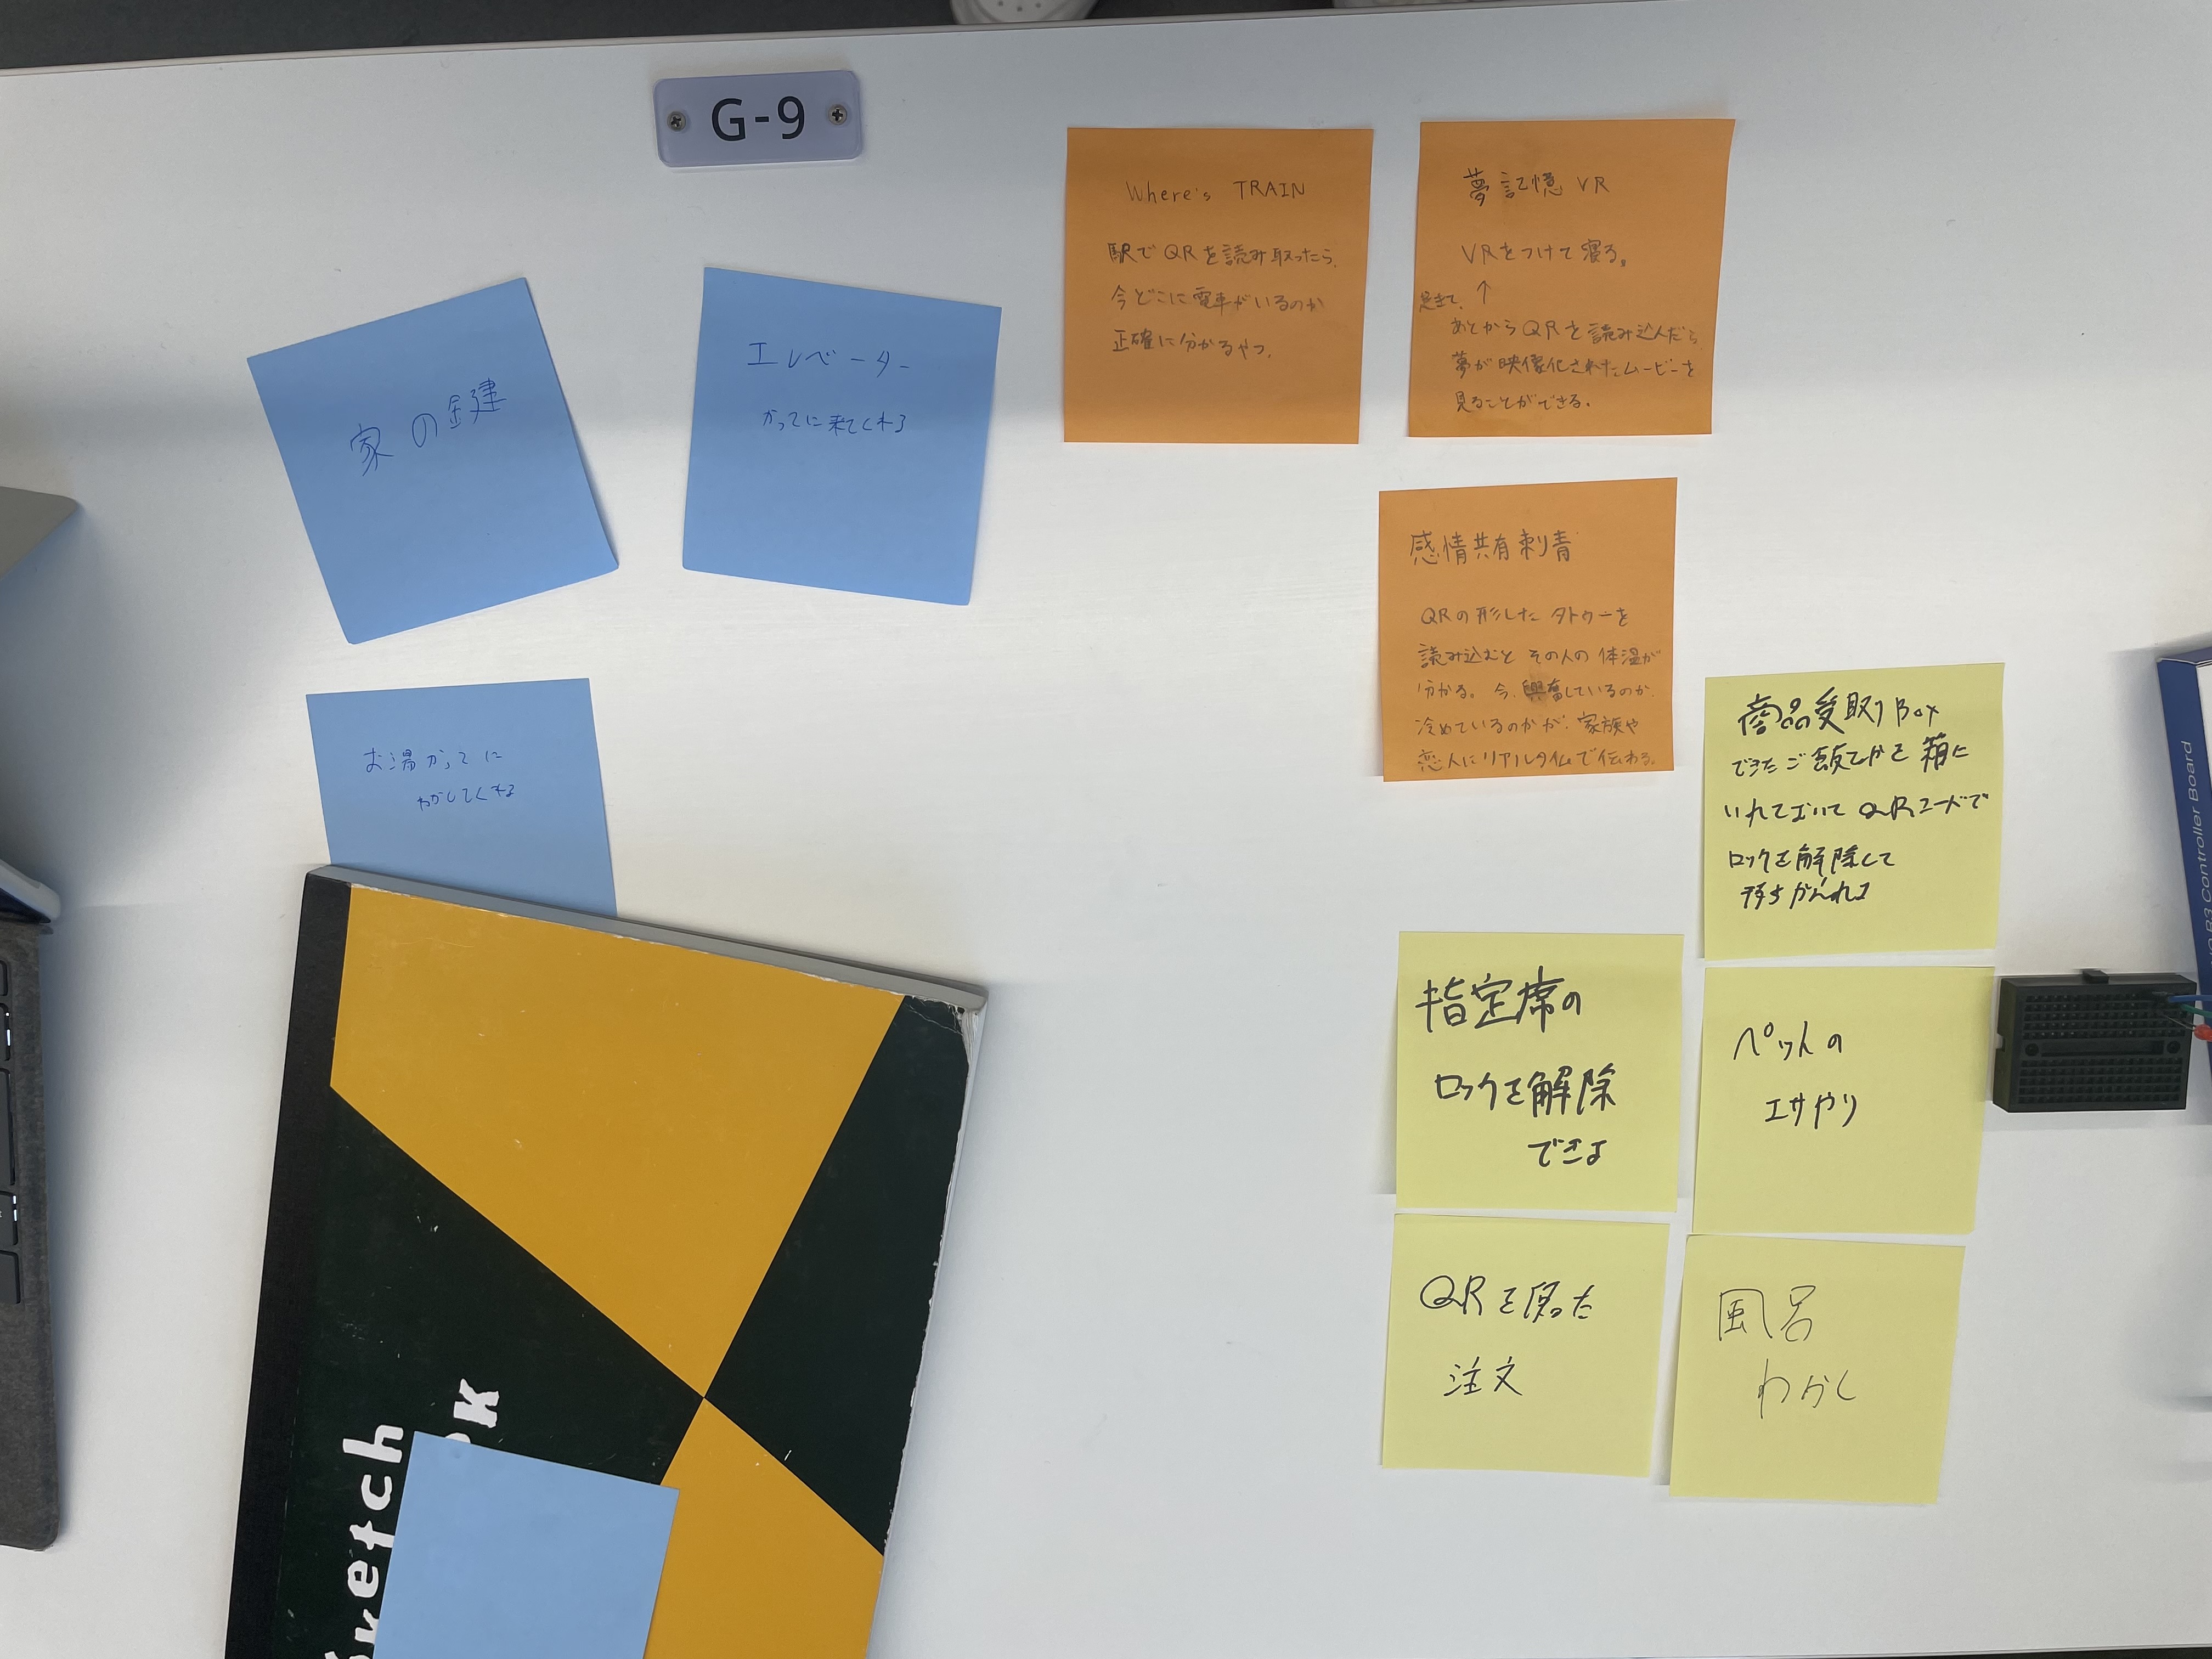 G-9
家の鍵
エレベーター
かってに来てくれる
お湯かってに
わかしてくれる
Where's TRAIN
駅でQRを読み取ったら、
今どこに電車がいるのか
正確に分かるやつ。
夢記憶VR
VRをつけて寝る。
起きて、↑
あとからQRを読み込んだら、
夢が映像化されたムービーを
見ることができる。
感情共有刺青
QRの形したタトゥーを
読み込むとその人の体温が
分かる。今、興奮しているのか、
冷めているのかが、家族や
恋人にリアルタイムで伝わる。
商品受取りBox
できたご飯とかを箱に
いれておいてQRコードで
ロックを解除して
持ちかえれる
指定席の
ロックを解除
できる
ペットの
エサやり
QRを使った
注文
風呂
わかし
R3 Controller Board
ketch
K